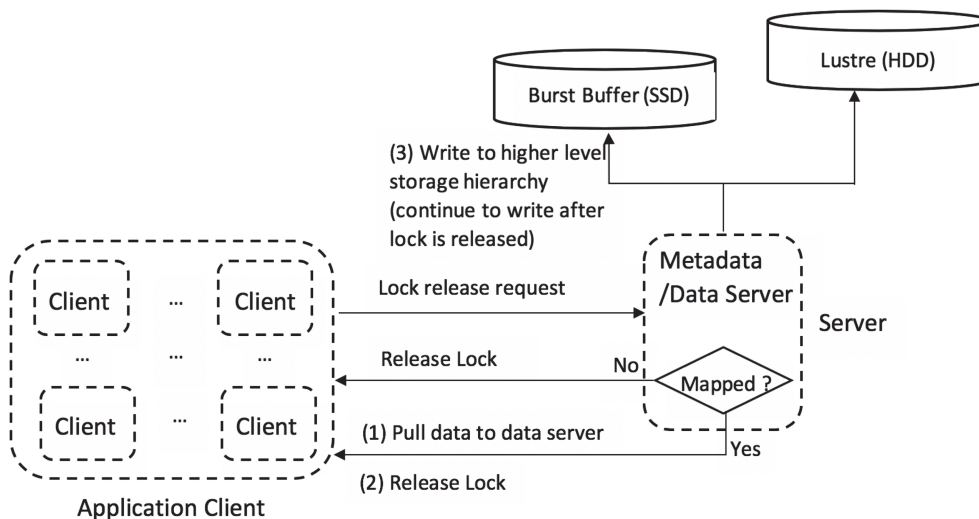 Lustre (HDD)
Burst Buffer (SSD)
(3) Write to higher level
storage hierarchy
(continue to write after
lock is released)
Metadata
/Data Server
Server
Client
...
Client
Lock release request
...
...
...
Release Lock
No
Mapped ?
Client
...
Client
(1) Pull data to data server
Yes
(2) Release Lock
Application Client